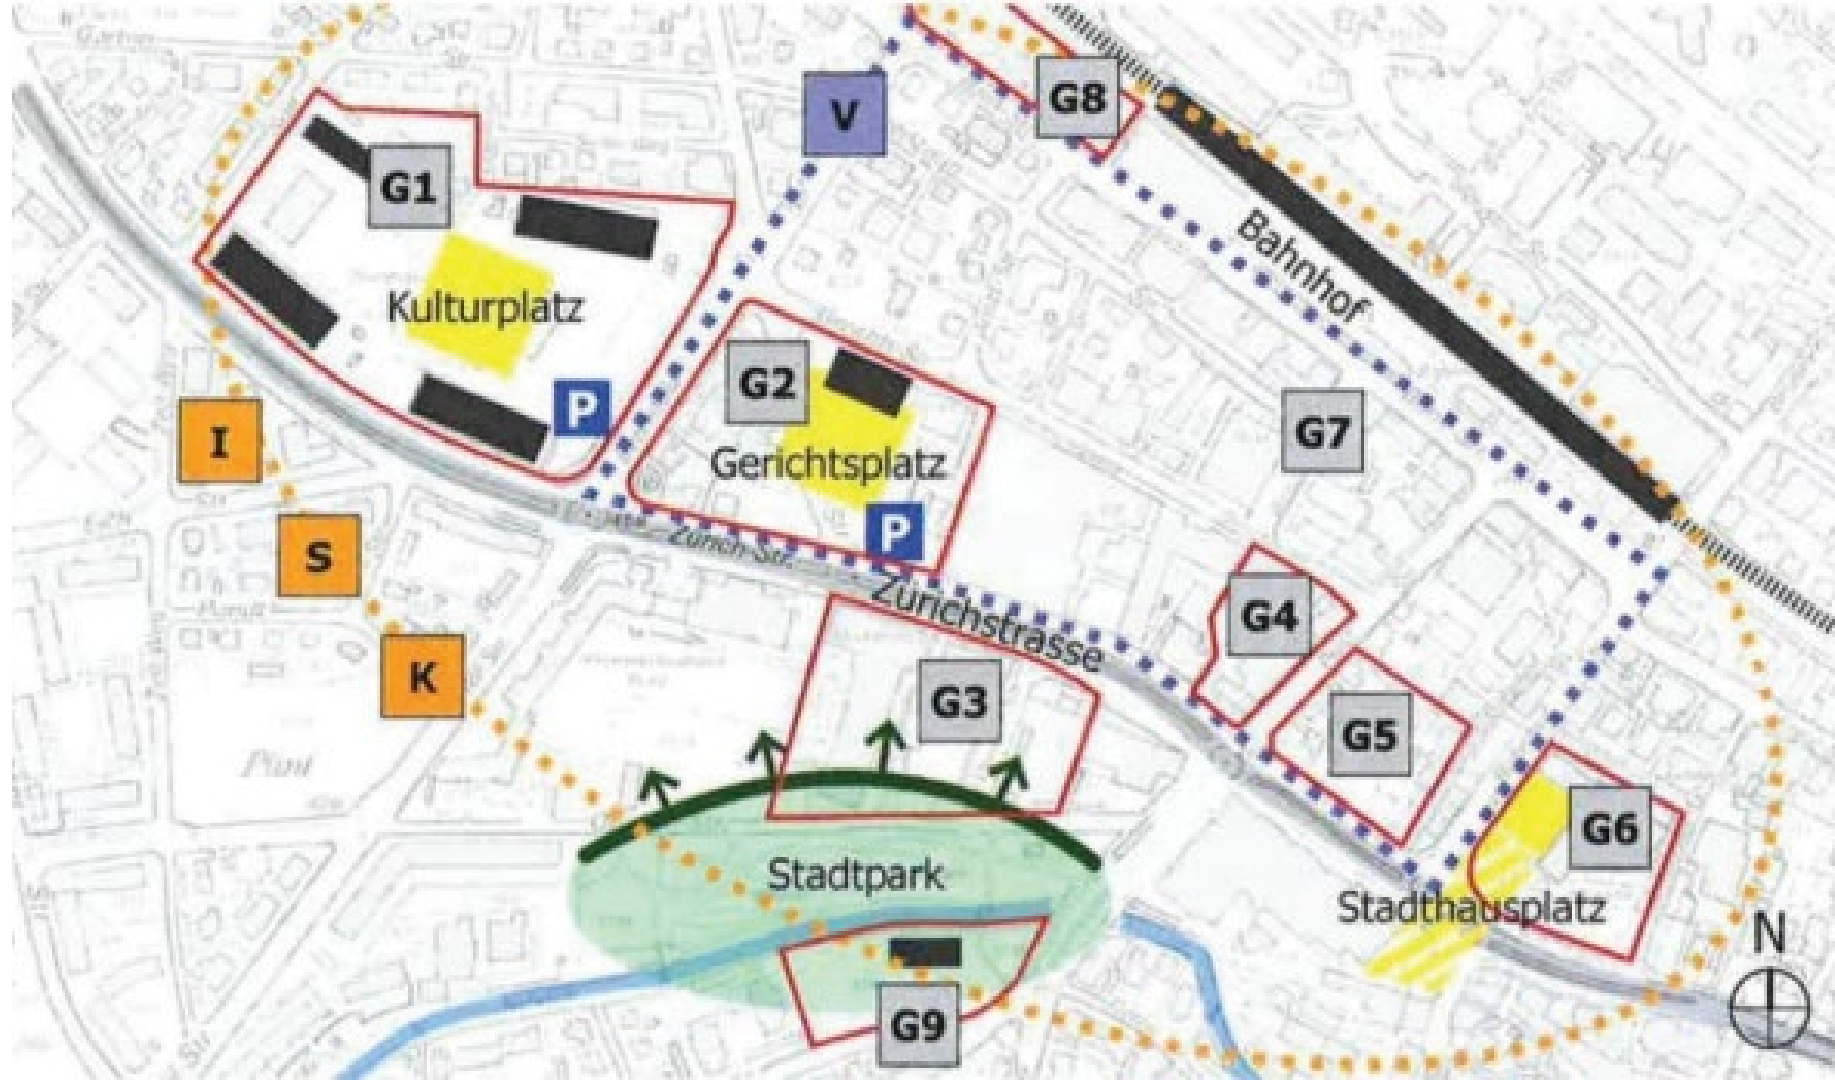 V
G8
G1
Bahnhof
Kulturplatz
G2
P
G7
I
Gerichtsplatz
P
S
Zürich-Str.
Zürichstrasse
G4
K
G3
G5
G6
Stadtpark
Stadthausplatz
N
G9